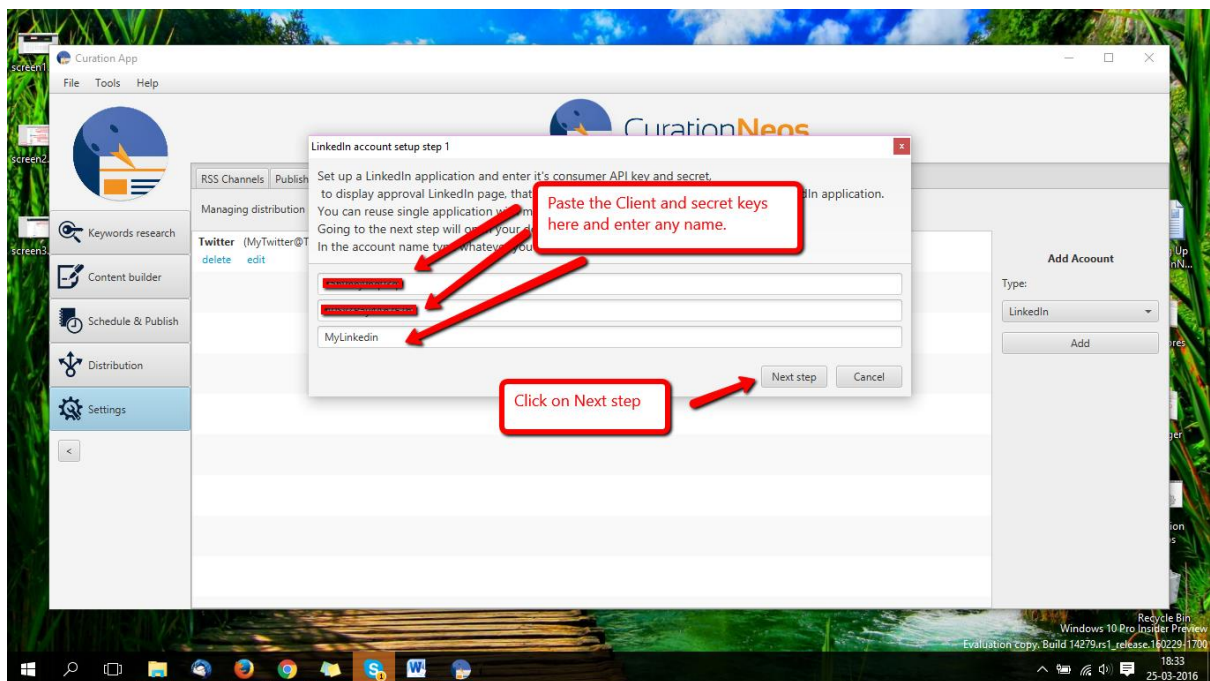 screen1
Curation App
File Tools Help
CurationNeos
screen2.
LinkedIn account setup step 1
x
Set up a LinkedIn application and enter it's consumer API key and secret,
to display approval LinkedIn page, that
In application.
You can reuse single application
Going to the next step will
In the account name
Paste the Client and secret keys
here and enter any name.
RSS Channels
Publish
Managing distribution
Keywords research
screen3.
Twitter (MyTwitter@T
delete edit
Add Acoount
Up
nN...
Content builder
Type:
Schedule & Publish
LinkedIn
MyLinkedin
Add
Distribution
Next step
Cancel
Click on Next step
Settings
<
Recycle Bin
Windows 10 Pro Insider Preview
Evaluation copy. Build 14279.rs1_release.160229-1700
18:33
25-03-2016